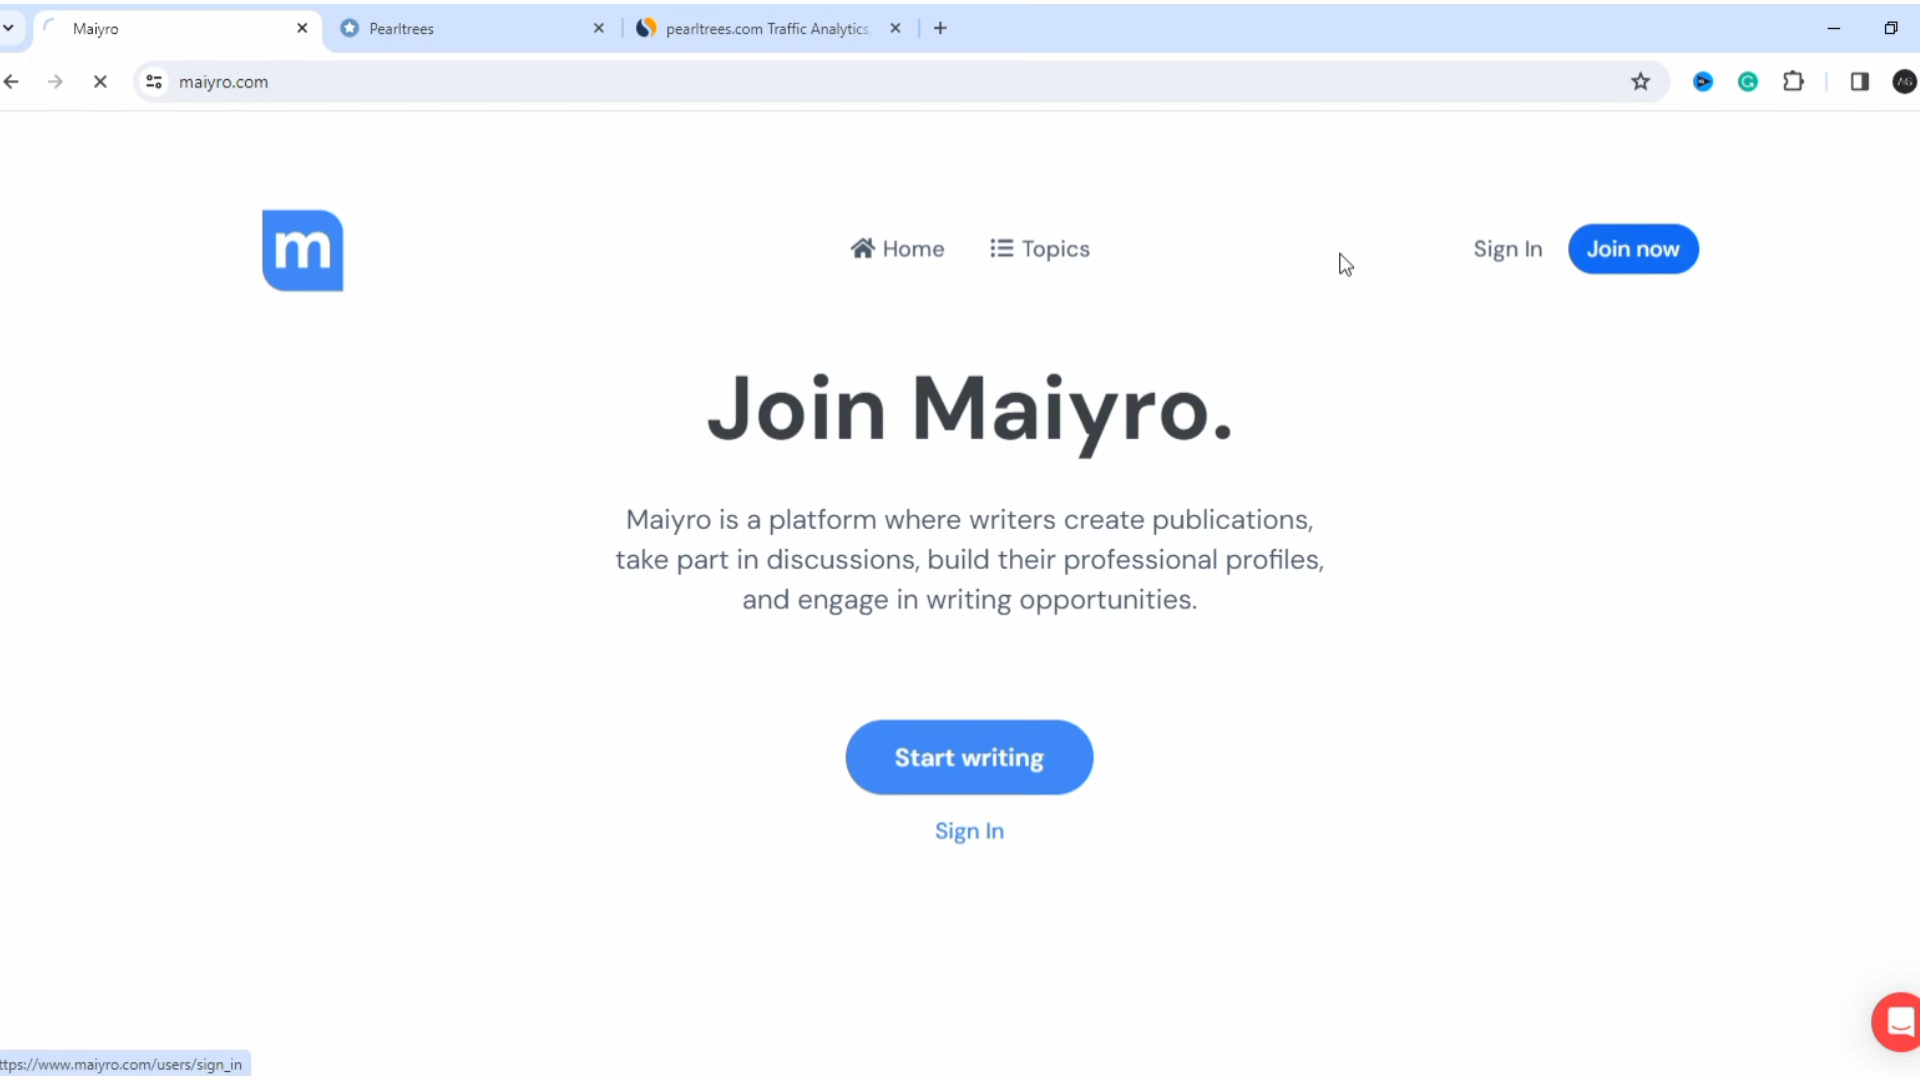 Maiyro
Pearltrees
pearltrees.com Traffic Analytics,
maiyro.com
AG
m
Home
Topics
Sign In
Join now
Join Maiyro.
Maiyro is a platform where writers create publications,
take part in discussions, build their professional profiles,
and engage in writing opportunities.
Start writing
Sign In
ttps://www.maiyro.com/users/sign_in